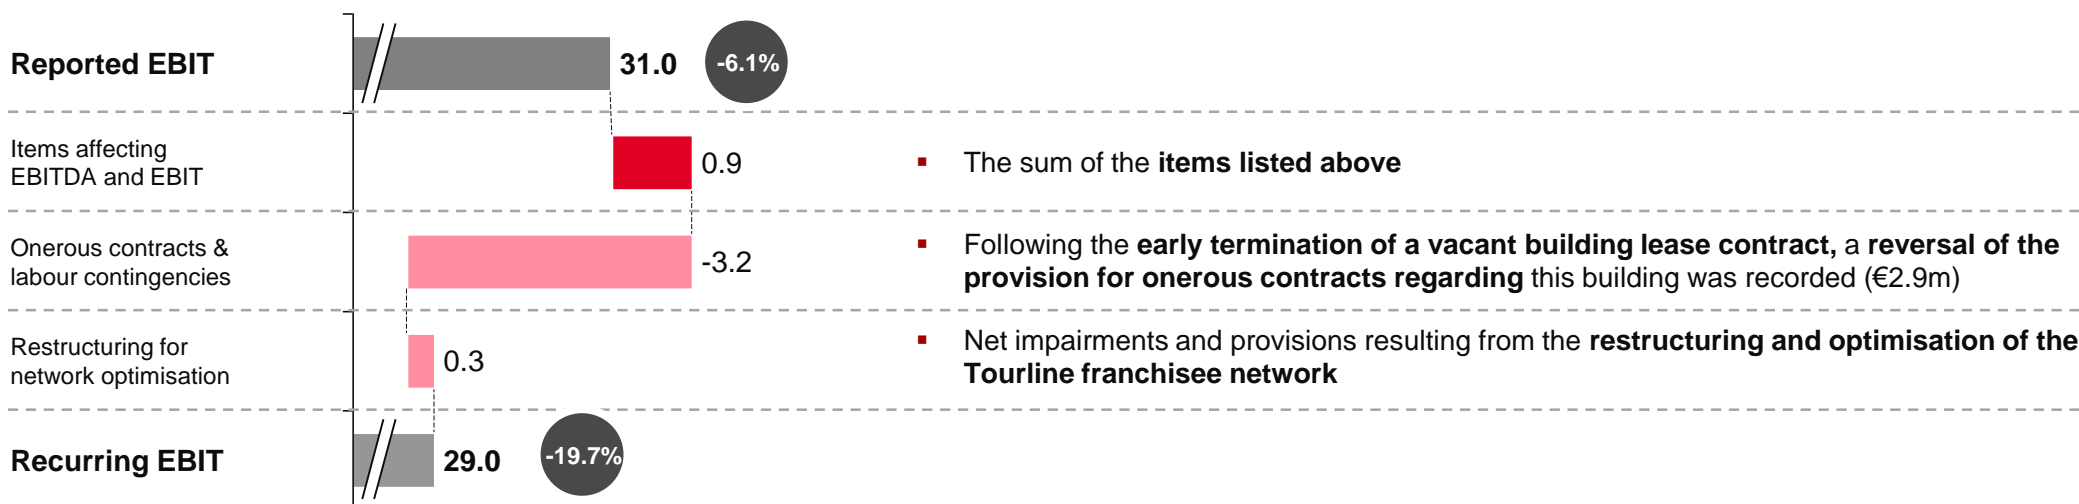 Reported EBIT
31.0
-6.1%
Items affecting
EBITDA and EBIT
0.9
▪ The sum of the items listed above
Onerous contracts &
labour contingencies
-3.2
▪ Following the early termination of a vacant building lease contract, a reversal of the
provision for onerous contracts regarding this building was recorded (€2.9m)
Restructuring for
network optimisation
0.3
▪ Net impairments and provisions resulting from the restructuring and optimisation of the
Tourline franchisee network
Recurring EBIT
29.0
-19.7%